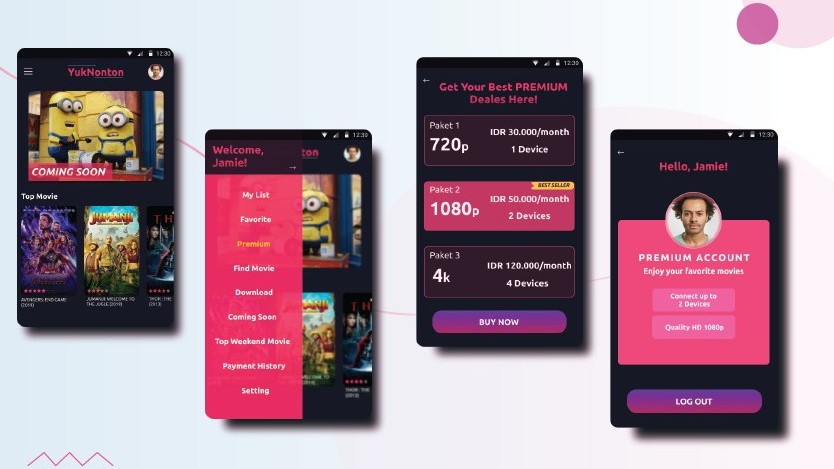 12:30
YukNonton
COMING SOON
Top Movie
AVENGERS: END GAME
(2019)
JUMANJI: WELCOME TO
THE JUGLE (2019)
THOR : THE
(2013)
12:30
Welcome,
Jamie!
My List
Favorite
Premium
Find Movie
Download
Coming Soon
Top Weekend Movie
Payment History
Setting
12:30
Get Your Best PREMIUM
Deales Here!
Paket 1
720p
IDR 30.000/month
1 Device
BEST SELLER
Paket 2
1080p
IDR 50.000/month
2 Devices
Paket 3
4k
IDR 120.000/month
4 Devices
BUY NOW
12:30
Hello, Jamie!
PREMIUM ACCOUNT
Enjoy your favorite movies
Connect up to
2 Devices
Quality HD 1080p
LOG OUT